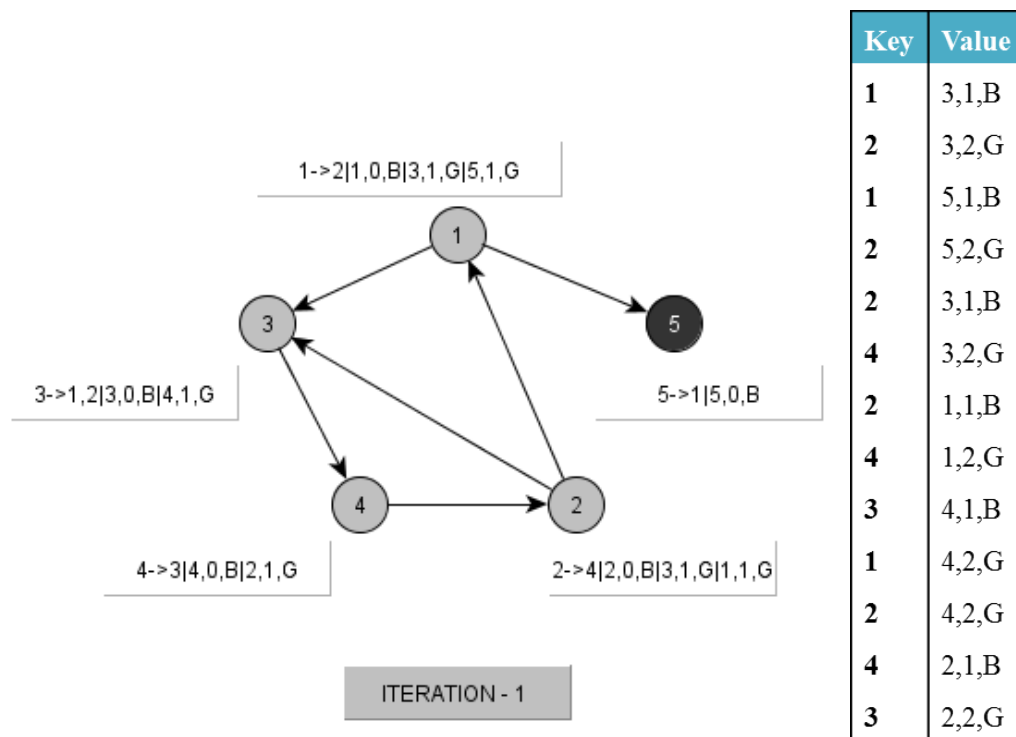 1->2|1,0,B|3,1,G|5,1,G
1
3
5
3->1,2|3,0,B|4,1,G
5->1|5,0,B
4
2
4->3|4,0,B|2,1,G
2->4|2,0,B|3,1,G|1,1,G
ITERATION - 1
Key Value
1 3,1,B
2 3,2,G
1 5,1,B
2 5,2,G
2 3,1,B
4 3,2,G
2 1,1,B
4 1,2,G
3 4,1,B
1 4,2,G
2 4,2,G
4 2,1,B
3 2,2,G